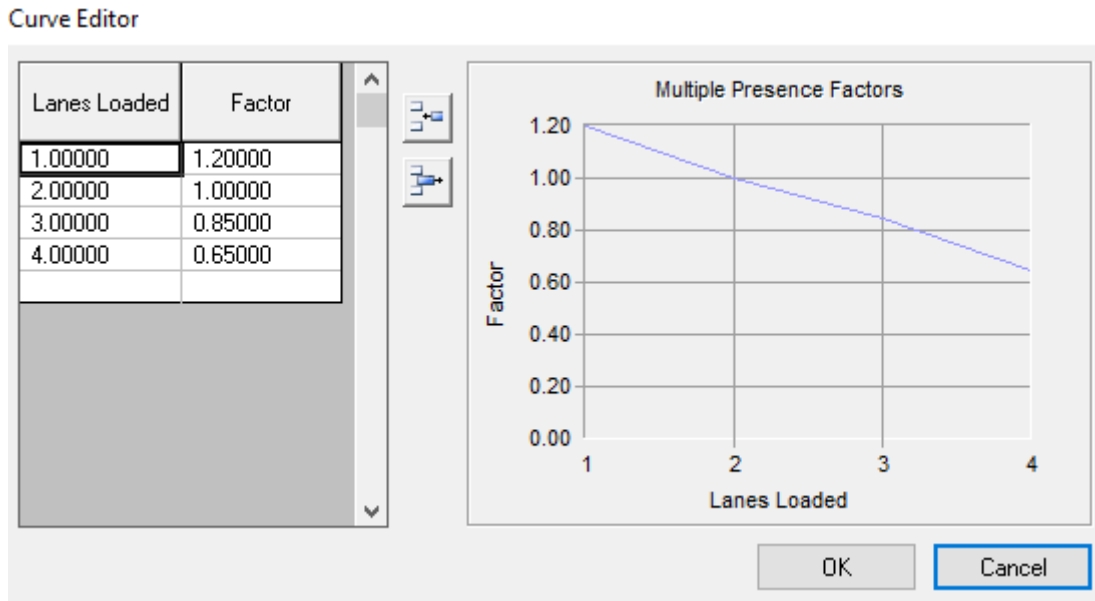 Curve Editor
Lanes Loaded Factor
1.00000 1.20000
2.00000 1.00000
3.00000 0.85000
4.00000 0.65000
Multiple Presence Factors
1.20
1.00
0.80
0.60
0.40
0.20
0.00
Factor
1 2 3 4
Lanes Loaded
OK Cancel